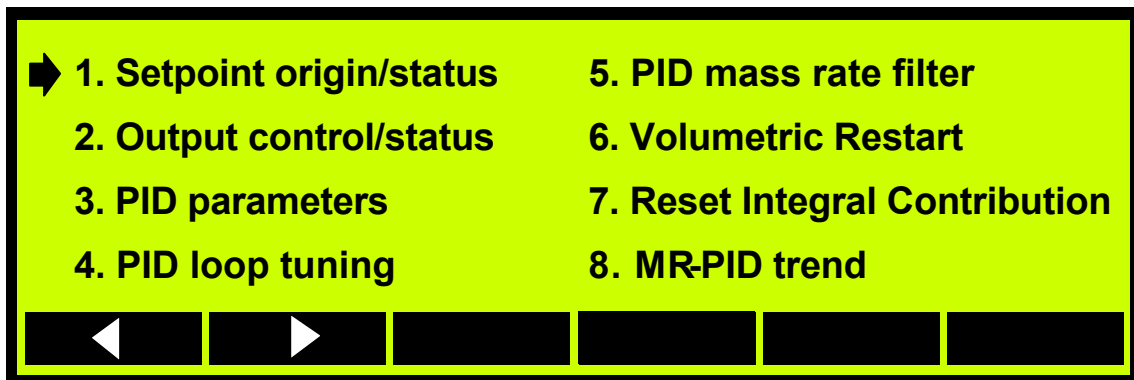 1. Setpoint origin/status
2. Output control/status
3. PID parameters
4. PID loop tuning
5. PID mass rate filter
6. Volumetric Restart
7. Reset Integral Contribution
8. MR-PID trend